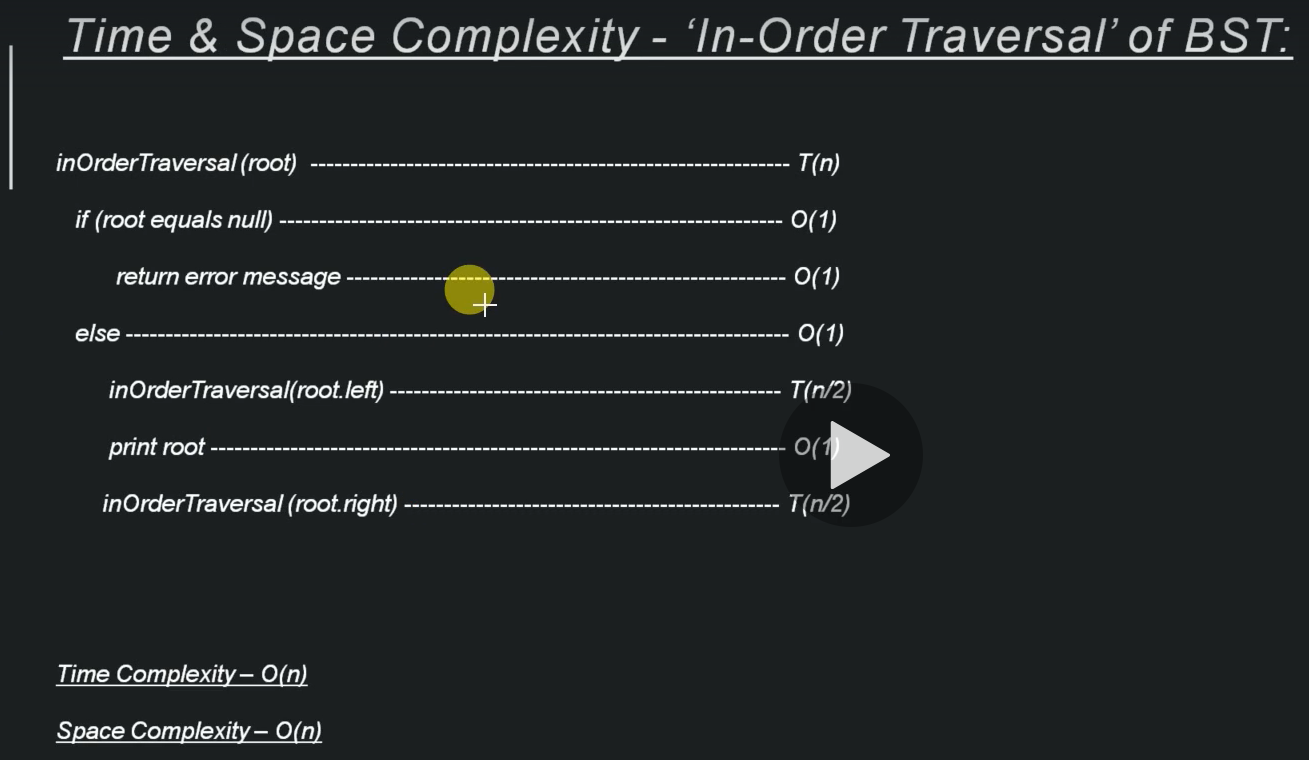 Time & Space Complexity - ‘In-Order Traversal’ of BST:
inOrderTraversal (root) ------------------------------------------------------------ T(n)
if (root equals null) --------------------------------------------------------------- O(1)
return error message ------------------------------------------------------- O(1)
else ----------------------------------------------------------------------------------- O(1)
inOrderTraversal(root.left) ------------------------------------------------- T(n/2)
print root ------------------------------------------------------------------------ O(1)
inOrderTraversal (root.right) ----------------------------------------------- T(n/2)
Time Complexity – O(n)
Space Complexity – O(n)